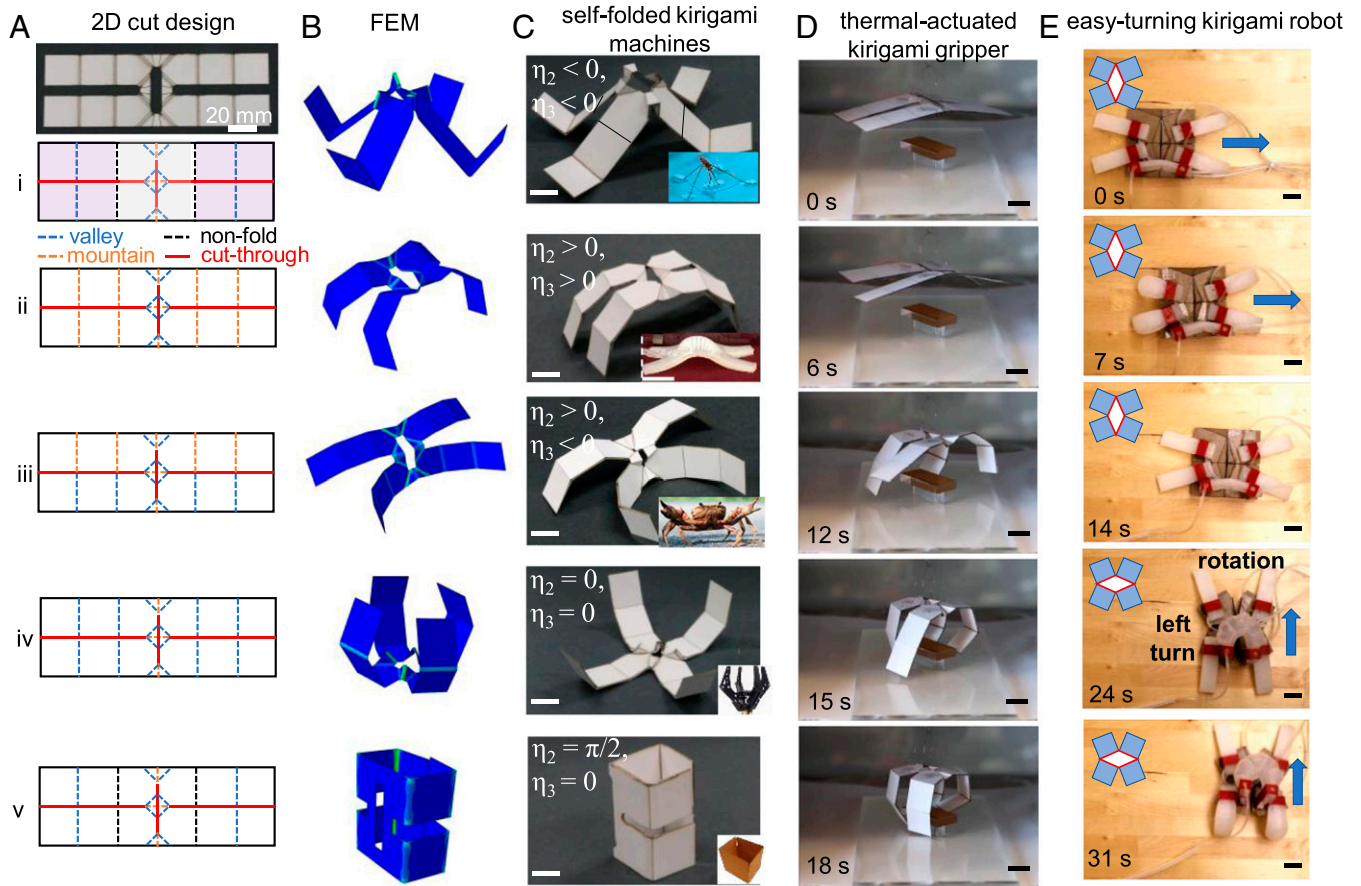 A
2D cut design
B
FEM
C
self-folded kirigami
machines
D
thermal-actuated
kirigami gripper
E
easy-turning kirigami robot
20 mm
i
valley
non-fold
mountain
cut-through
ii
iii
iv
v
η₂ < 0,
η₃ < 0
η₂ > 0,
η₃ > 0
η₂ > 0,
η₃ < 0
η₂ = 0,
η₃ = 0
η₂ = π/2,
η₃ = 0
0 s
6 s
12 s
15 s
18 s
0 s
7 s
14 s
rotation
left
turn
24 s
31 s